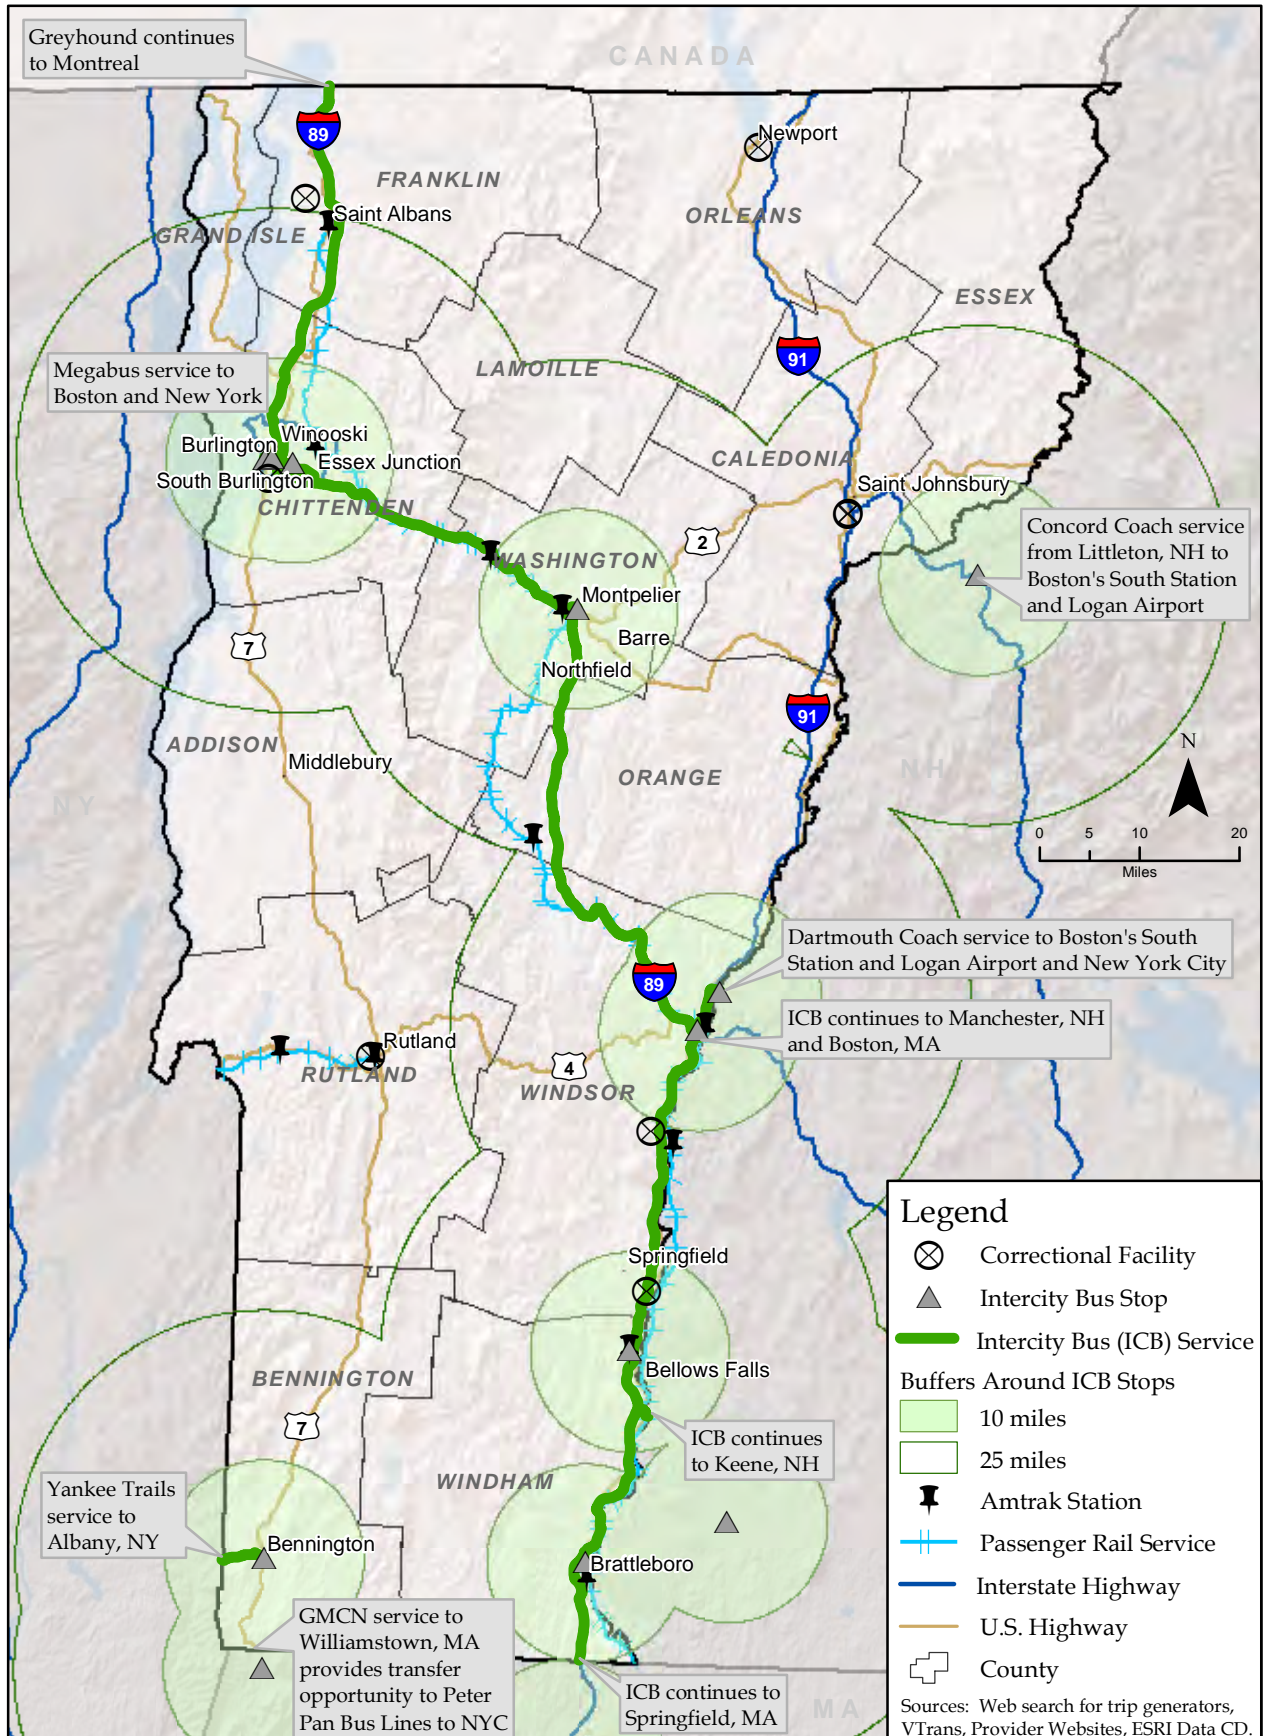 Greyhound continues
to Montreal
CANADA
89
Newport
FRANKLIN
ORLEANS
Saint Albans
GRAND ISLE
ESSEX
91
Megabus service to
Boston and New York
LAMOILLE
Winooski
Burlington
Essex Junction
South Burlington
CHITTENDEN
CALEDONIA
Saint Johnsbury
2
WASHINGTON
Concord Coach service
from Littleton, NH to
Boston's South Station
and Logan Airport
Montpelier
Barre
7
Northfield
91
ADDISON
Middlebury
ORANGE
NH
NY
N
0 5 10 20
Miles
Dartmouth Coach service to Boston's South
Station and Logan Airport and New York City
89
ICB continues to Manchester, NH
and Boston, MA
Rutland
RUTLAND
4
WINDSOR
Springfield
Bellows Falls
BENNINGTON
7
ICB continues
to Keene, NH
WINDHAM
Yankee Trails
service to
Albany, NY
Bennington
Brattleboro
GMCN service to
Williamstown, MA
provides transfer
opportunity to Peter
Pan Bus Lines to NYC
ICB continues to
Springfield, MA
MA
Legend
Correctional Facility
Intercity Bus Stop
Intercity Bus (ICB) Service
Buffers Around ICB Stops
10 miles
25 miles
Amtrak Station
Passenger Rail Service
Interstate Highway
U.S. Highway
County
Sources: Web search for trip generators,
VTrans, Provider Websites, ESRI Data CD.